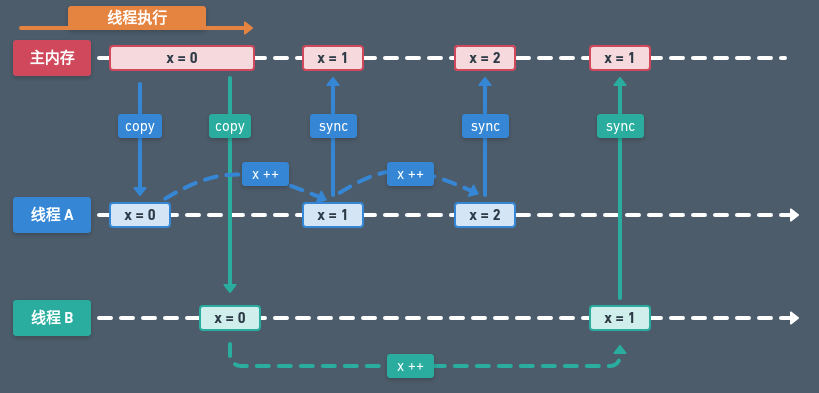 线程执行
主内存
x = 0
x = 1
x = 2
x = 1
copy
copy
sync
sync
sync
x ++
x ++
线程 A
x = 0
x = 1
x = 2
线程 B
x = 0
x = 1
x ++